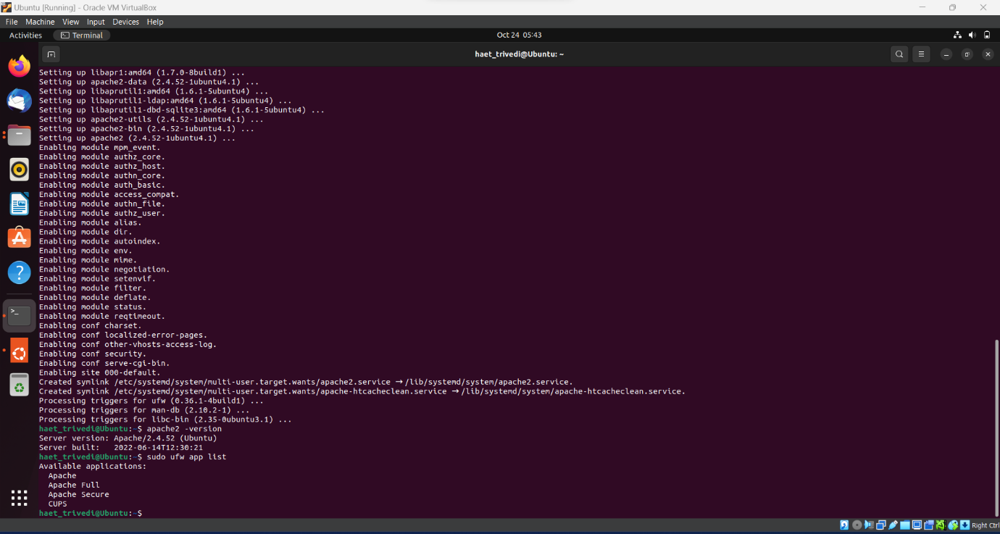 Ubuntu [Running] - Oracle VM VirtualBox
File Machine View Input Devices Help
Activities Terminal Oct 24 05:43
haet_trivedi@Ubuntu: ~
Setting up libapr1:amd64 (1.7.0-8build1) ...
Setting up apache2-data (2.4.52-1ubuntu4.1) ...
Setting up libaprutil1:amd64 (1.6.1-5ubuntu4) ...
Setting up libaprutil1-ldap:amd64 (1.6.1-5ubuntu4) ...
Setting up libaprutil1-dbd-sqlite3:amd64 (1.6.1-5ubuntu4) ...
Setting up apache2-utils (2.4.52-1ubuntu4.1) ...
Setting up apache2-bin (2.4.52-1ubuntu4.1) ...
Setting up apache2 (2.4.52-1ubuntu4.1) ...
Enabling module mpm_event.
Enabling module authz_core.
Enabling module authz_host.
Enabling module authn_core.
Enabling module auth_basic.
Enabling module access_compat.
Enabling module authn_file.
Enabling module authz_user.
Enabling module alias.
Enabling module dir.
Enabling module autoindex.
Enabling module env.
Enabling module mime.
Enabling module negotiation.
Enabling module setenvif.
Enabling module filter.
Enabling module deflate.
Enabling module status.
Enabling module reqtimeout.
Enabling conf charset.
Enabling conf localized-error-pages.
Enabling conf other-vhosts-access-log.
Enabling conf security.
Enabling conf serve-cgi-bin.
Enabling site 000-default.
Created symlink /etc/systemd/system/multi-user.target.wants/apache2.service → /lib/systemd/system/apache2.service.
Created symlink /etc/systemd/system/multi-user.target.wants/apache-htcacheclean.service → /lib/systemd/system/apache-htcacheclean.service.
Processing triggers for ufw (0.36.1-4build1) ...
Processing triggers for man-db (2.10.2-1) ...
Processing triggers for libc-bin (2.35-0ubuntu3.1) ...
haet_trivedi@Ubuntu:~$ apache2 -version
Server version: Apache/2.4.52 (Ubuntu)
Server built:   2022-06-14T12:30:21
haet_trivedi@Ubuntu:~$ sudo ufw app list
Available applications:
  Apache
  Apache Full
  Apache Secure
  CUPS
haet_trivedi@Ubuntu:~$
Right Ctrl